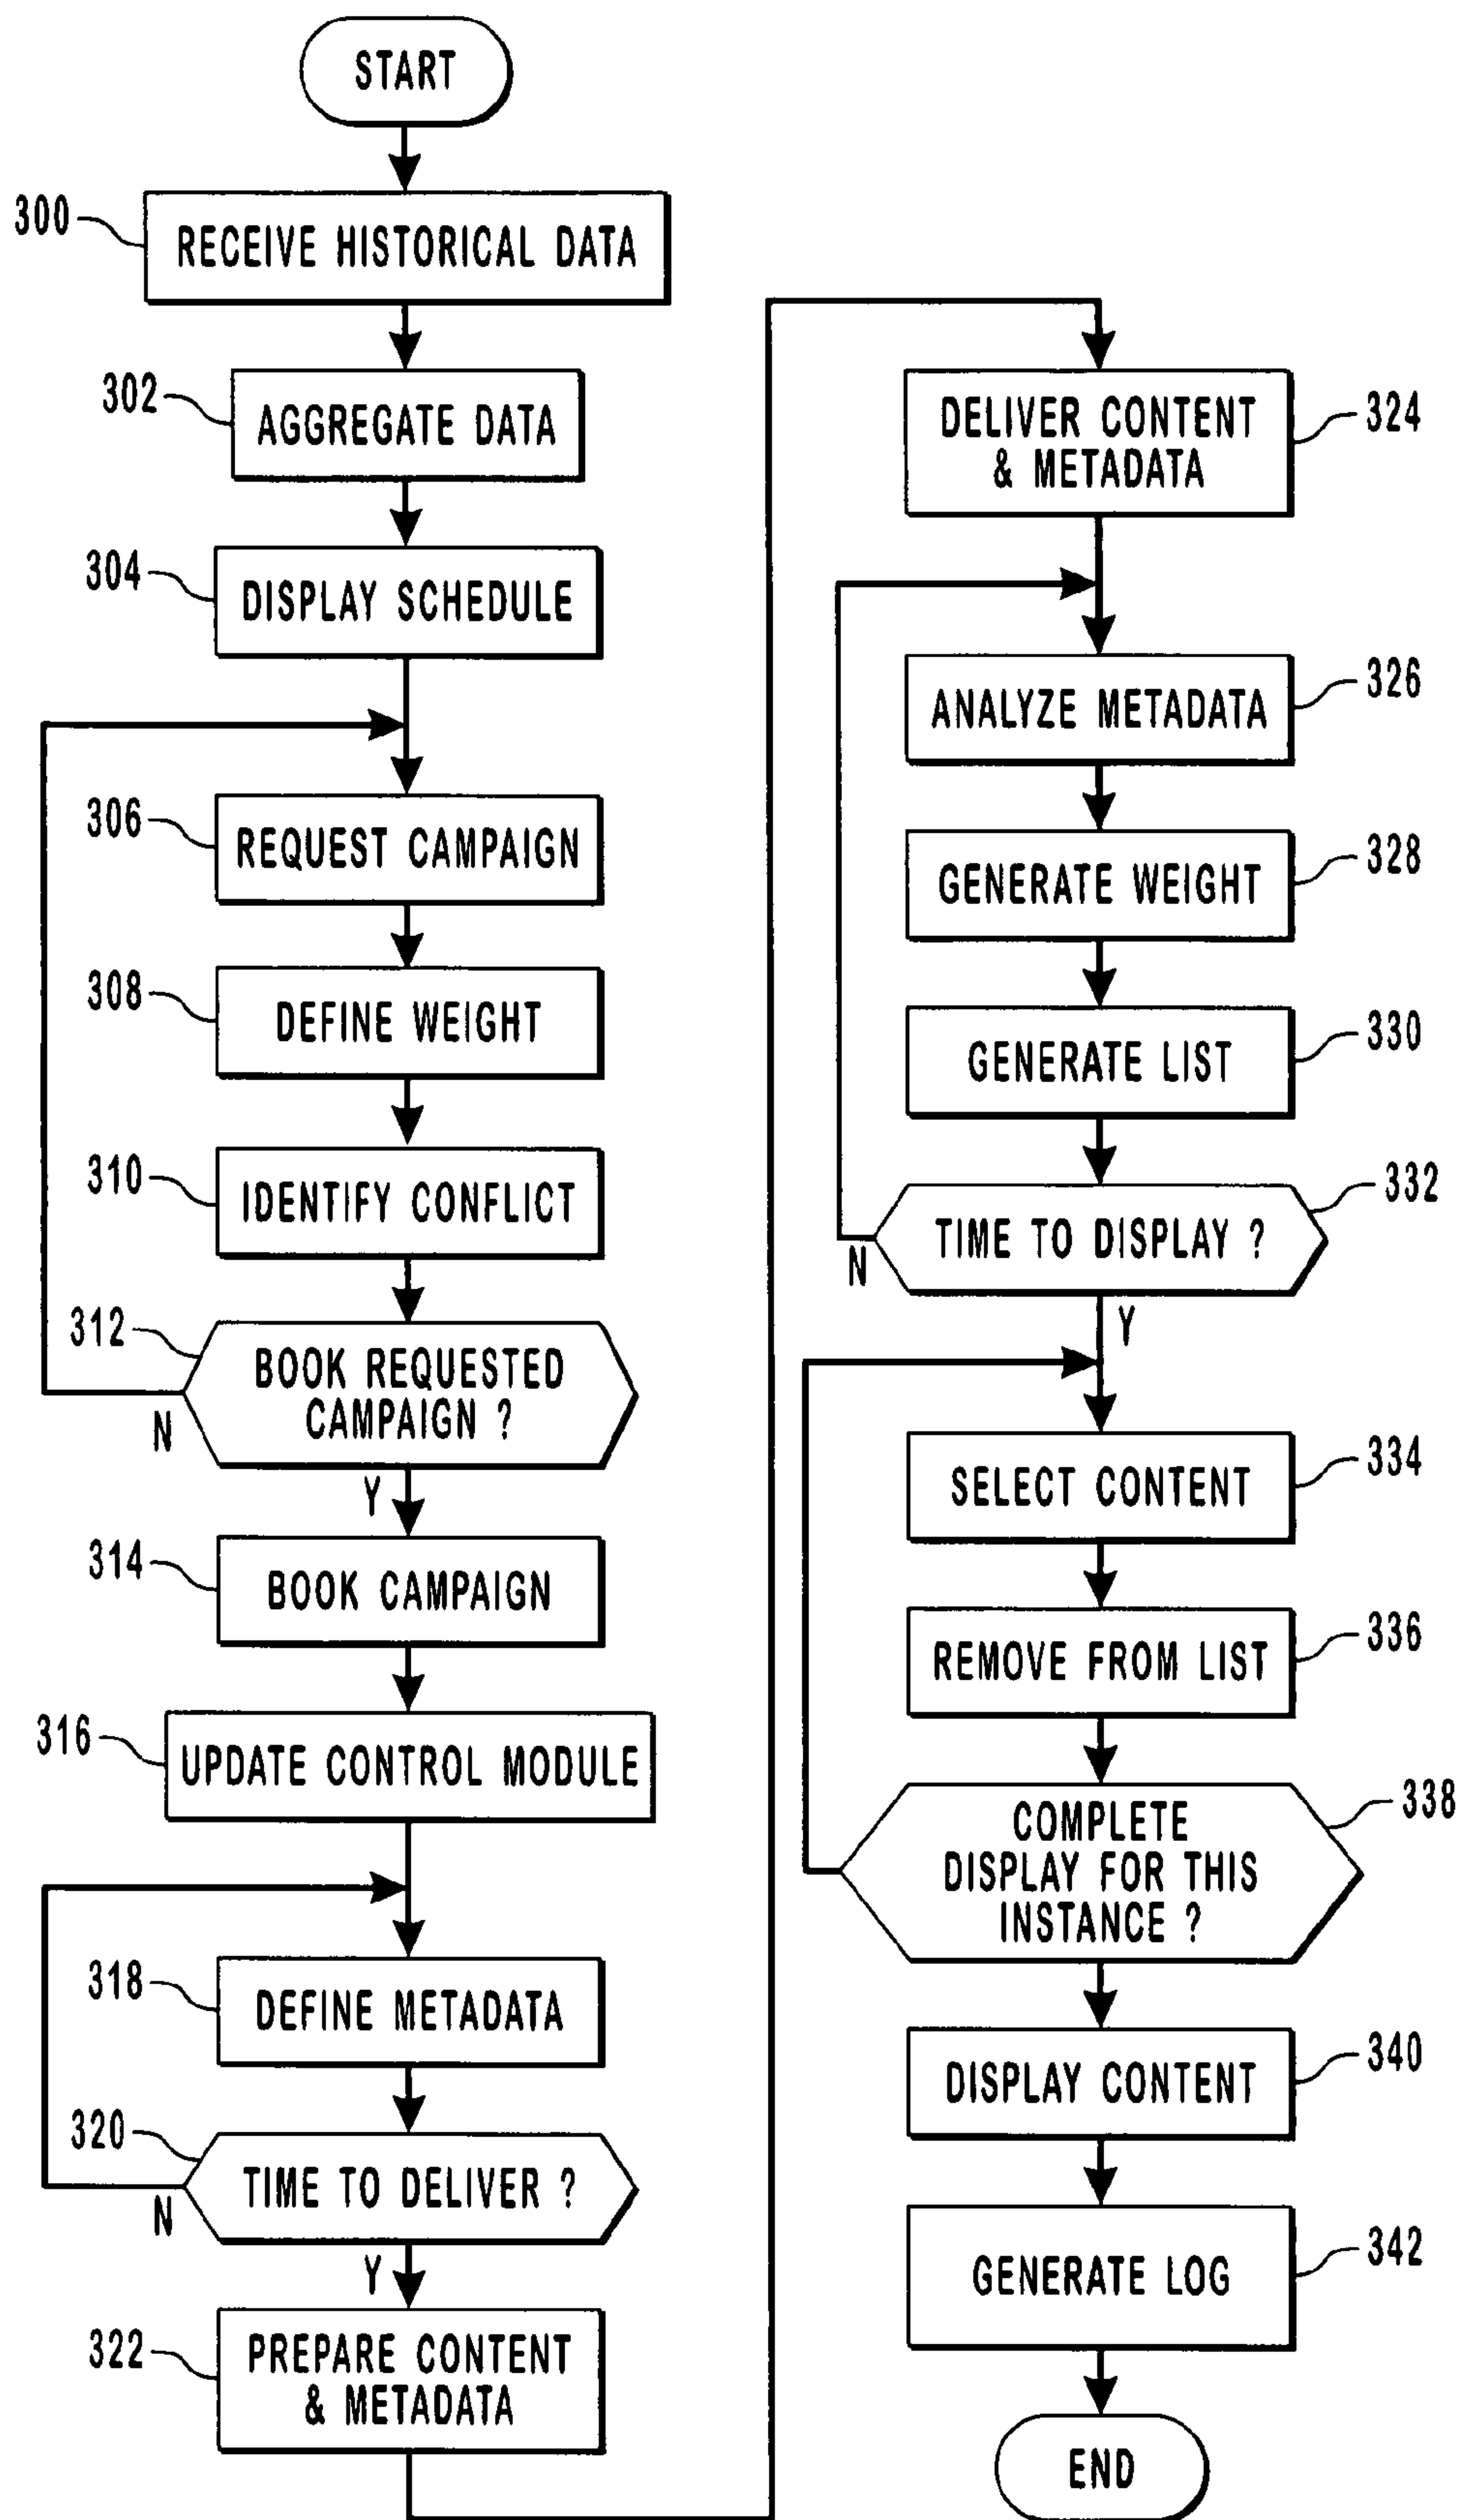 START
300
RECEIVE HISTORICAL DATA
302
AGGREGATE DATA
304
DISPLAY SCHEDULE
306
REQUEST CAMPAIGN
308
DEFINE WEIGHT
310
IDENTIFY CONFLICT
312
BOOK REQUESTED
CAMPAIGN ?
N
Y
314
BOOK CAMPAIGN
316
UPDATE CONTROL MODULE
318
DEFINE METADATA
320
TIME TO DELIVER ?
N
Y
322
PREPARE CONTENT
& METADATA
DELIVER CONTENT
& METADATA
324
ANALYZE METADATA
326
GENERATE WEIGHT
328
GENERATE LIST
330
TIME TO DISPLAY ?
332
N
Y
SELECT CONTENT
334
REMOVE FROM LIST
336
COMPLETE
DISPLAY FOR THIS
INSTANCE ?
338
DISPLAY CONTENT
340
GENERATE LOG
342
END